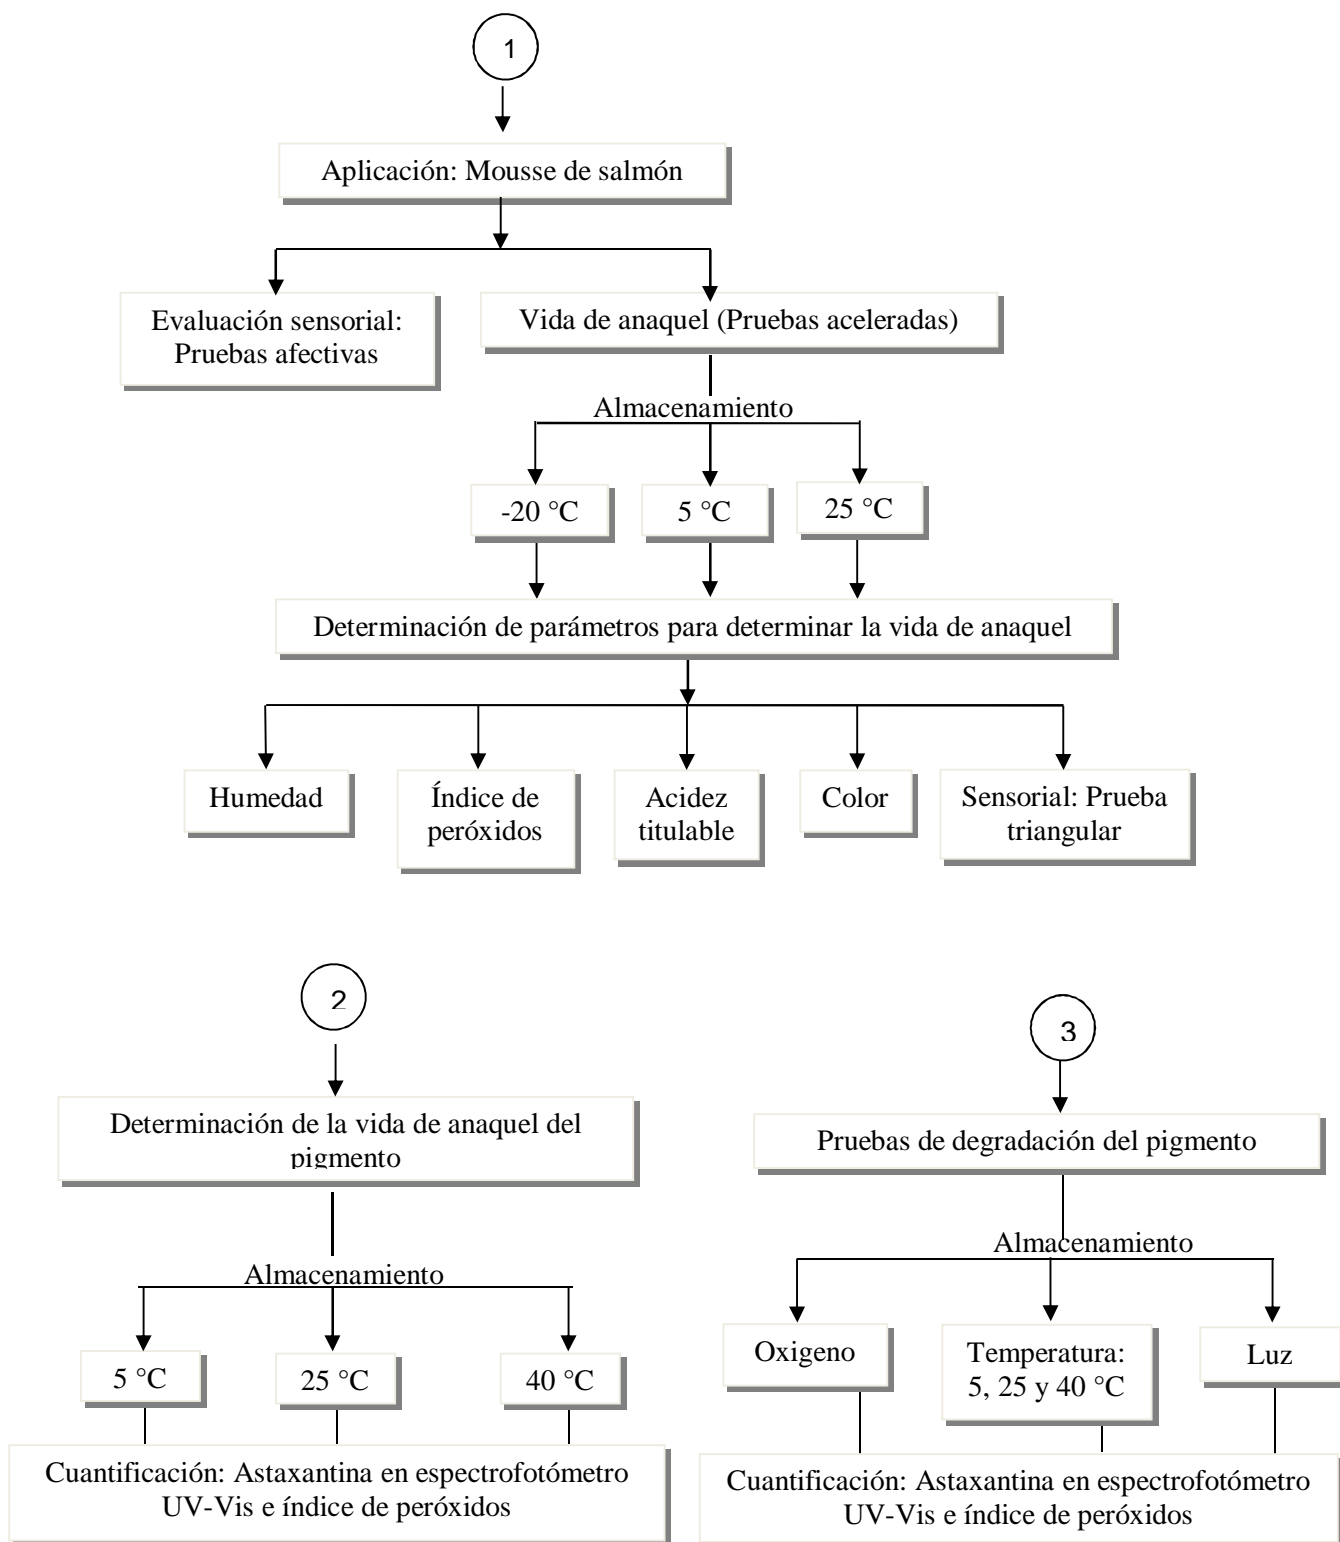 1
Aplicación: Mousse de salmón
Evaluación sensorial:
Pruebas afectivas
Vida de anaquel (Pruebas aceleradas)
Almacenamiento
-20 °C
5 °C
25 °C
Determinación de parámetros para determinar la vida de anaquel
Humedad
Índice de
peróxidos
Acidez
titulable
Color
Sensorial: Prueba
triangular
2
Determinación de la vida de anaquel del
pigmento
Almacenamiento
5 °C
25 °C
40 °C
Cuantificación: Astaxantina en espectrofotómetro
UV-Vis e índice de peróxidos
3
Pruebas de degradación del pigmento
Almacenamiento
Oxigeno
Temperatura:
5, 25 y 40 °C
Luz
Cuantificación: Astaxantina en espectrofotómetro
UV-Vis e índice de peróxidos